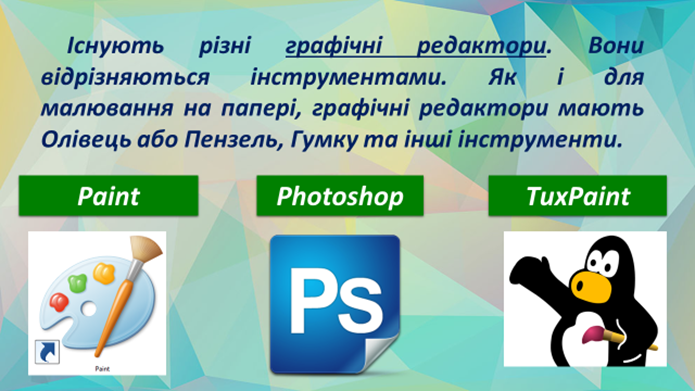 Існують різні графічні редактори. Вони
відрізняються інструментами. Як і для
малювання на папері, графічні редактори мають
Олівець або Пензель, Гумку та інші інструменти.
Paint Photoshop TuxPaint
Ps
Paint